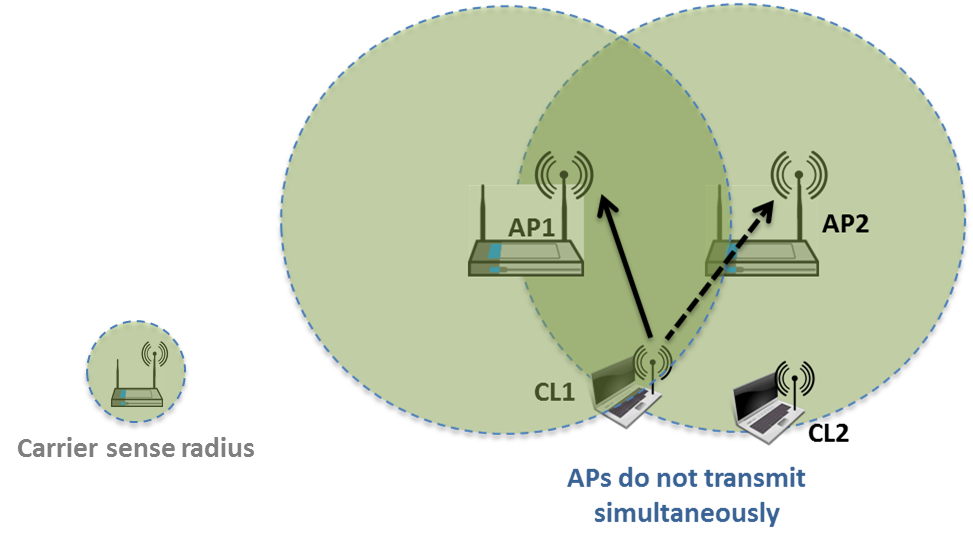 AP1
AP2
CL1
CL2
Carrier sense radius
APs do not transmit
simultaneously